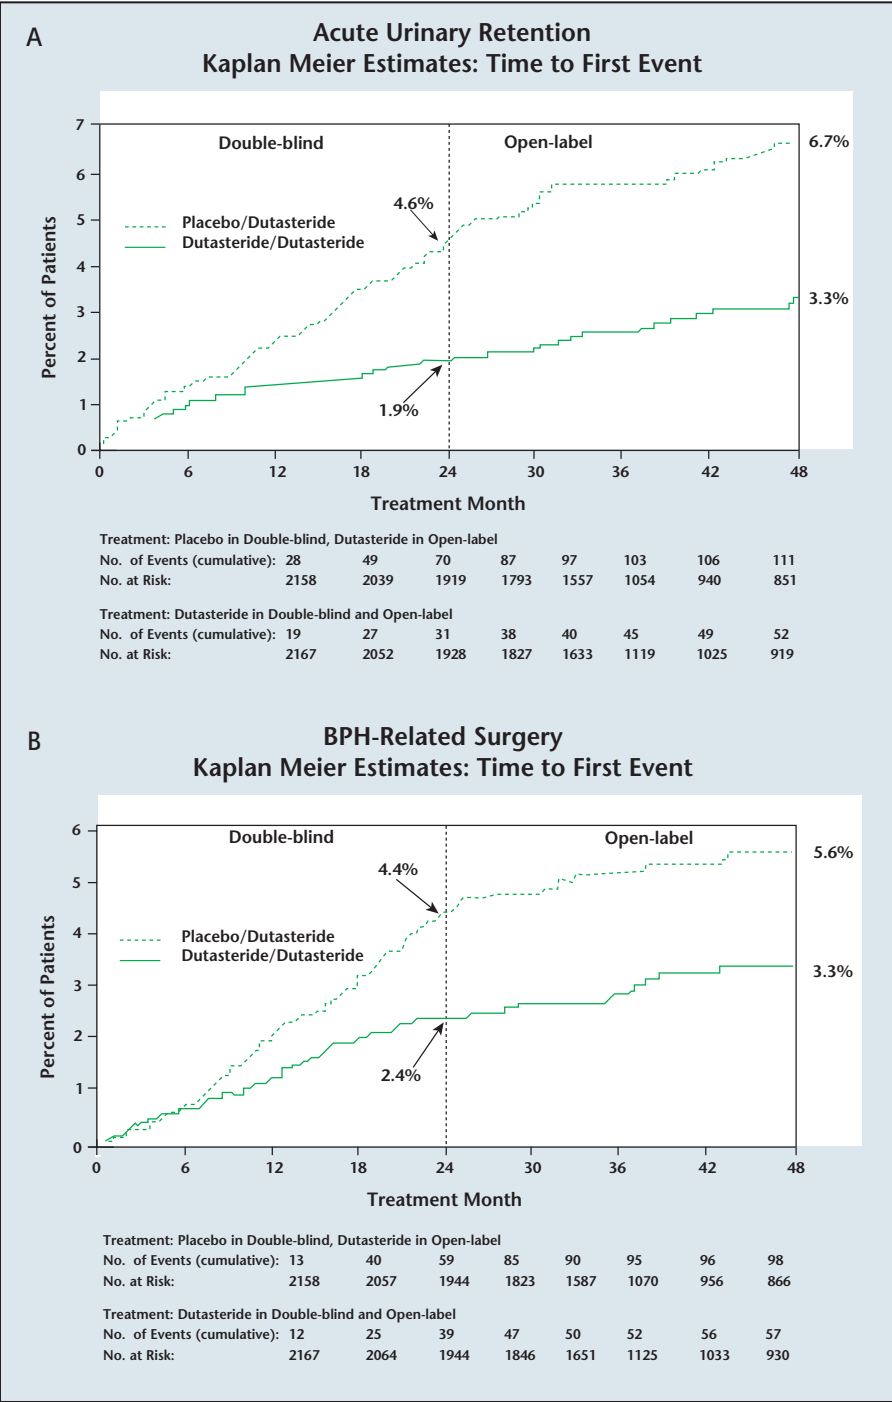 A
Acute Urinary Retention
Kaplan Meier Estimates: Time to First Event
7
6
5
4
3
2
1
0
Percent of Patients
Double-blind
Open-label
6.7%
4.6%
Placebo/Dutasteride
Dutasteride/Dutasteride
3.3%
1.9%
0 6 12 18 24 30 36 42 48
Treatment Month
Treatment: Placebo in Double-blind, Dutasteride in Open-label
No. of Events (cumulative): 28 49 70 87 97 103 106 111
No. at Risk: 2158 2039 1919 1793 1557 1054 940 851
Treatment: Dutasteride in Double-blind and Open-label
No. of Events (cumulative): 19 27 31 38 40 45 49 52
No. at Risk: 2167 2052 1928 1827 1633 1119 1025 919
B
BPH-Related Surgery
Kaplan Meier Estimates: Time to First Event
6
5
4
3
2
1
0
Percent of Patients
Double-blind
Open-label
5.6%
4.4%
Placebo/Dutasteride
Dutasteride/Dutasteride
3.3%
2.4%
0 6 12 18 24 30 36 42 48
Treatment Month
Treatment: Placebo in Double-blind, Dutasteride in Open-label
No. of Events (cumulative): 13 40 59 85 90 95 96 98
No. at Risk: 2158 2057 1944 1823 1587 1070 956 866
Treatment: Dutasteride in Double-blind and Open-label
No. of Events (cumulative): 12 25 39 47 50 52 56 57
No. at Risk: 2167 2064 1944 1846 1651 1125 1033 930